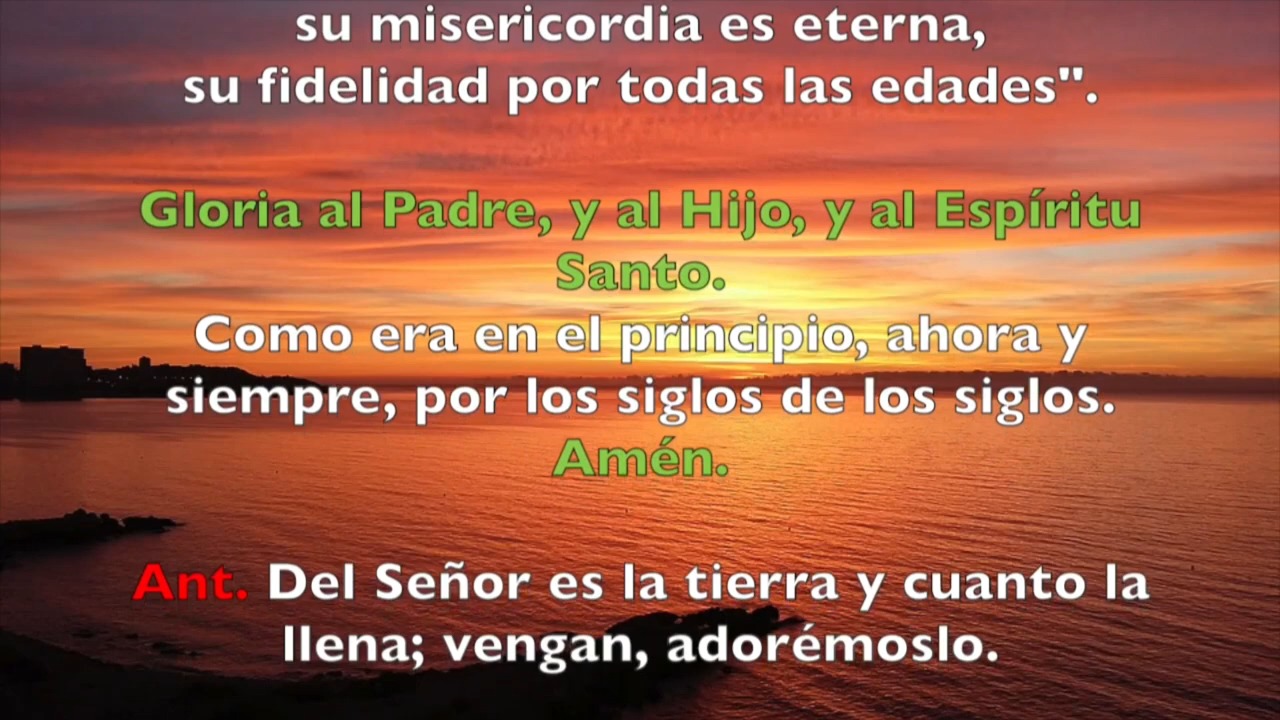 su misericordia es eterna,
su fidelidad por todas las edades".
Gloria al Padre, y al Hijo, y al Espíritu
Santo.
Como era en el principio, ahora y
siempre, por los siglos de los siglos.
Amén.
Ant. Del Señor es la tierra y cuanto la
llena; vengan, adorémoslo.